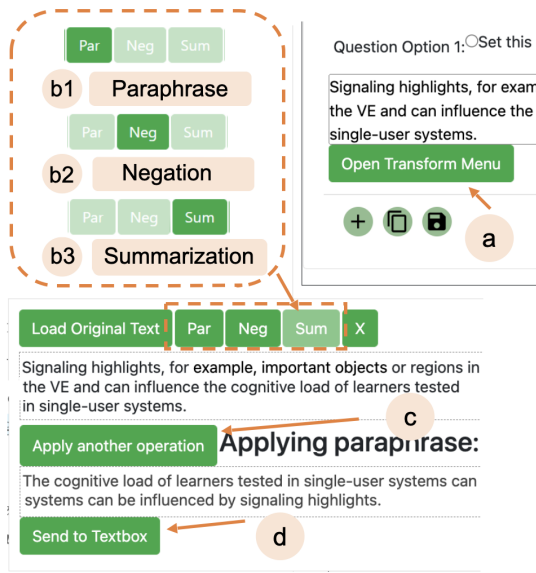 Par Neg Sum
b1 Paraphrase
Par Neg Sum
b2 Negation
Par Neg Sum
b3 Summarization
Question Option 1: Set this
Signaling highlights, for exam
the VE and can influence the
single-user systems.
Open Transform Menu
a
Load Original Text Par Neg Sum X
Signaling highlights, for example, important objects or regions in
the VE and can influence the cognitive load of learners tested
in single-user systems.
c
Apply another operation Applying paraphrase:
The cognitive load of learners tested in single-user systems can
systems can be influenced by signaling highlights.
Send to Textbox
d